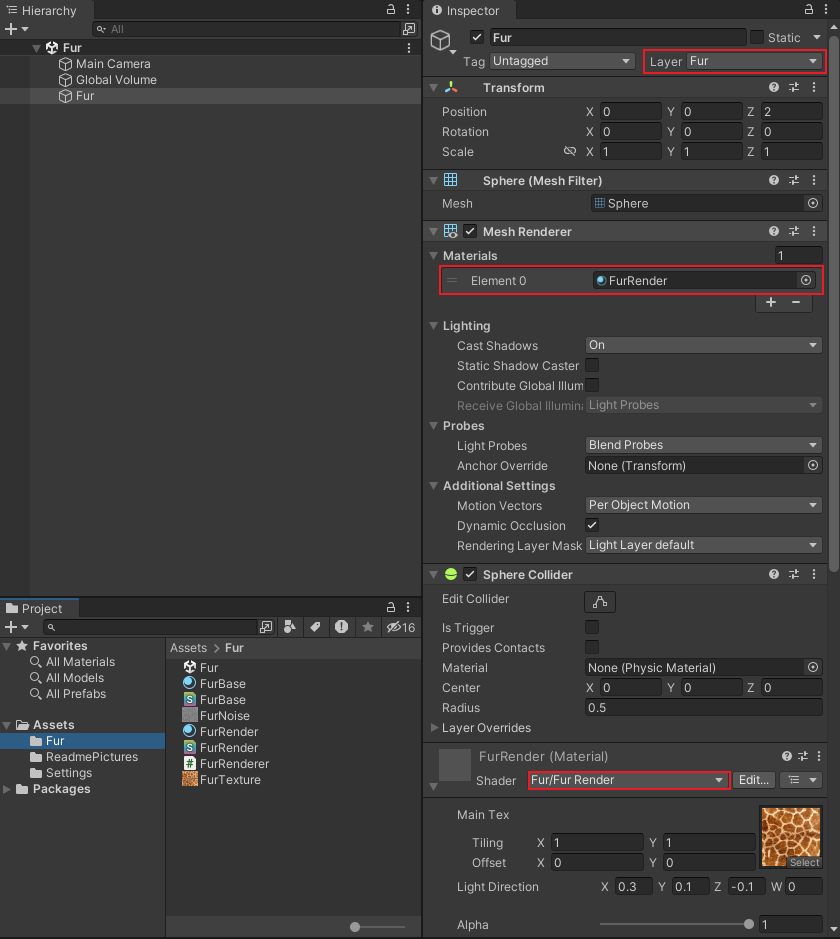 Hierarchy
All
Fur
Main Camera
Global Volume
Fur
Project
16
Favorites
All Materials
All Models
All Prefabs
Assets
Fur
ReadmePictures
Settings
Packages
Assets > Fur
Fur
FurBase
FurBase
FurNoise
FurRender
FurRender
FurRenderer
FurTexture
Inspector
Fur Static
Tag Untagged Layer Fur
Transform
Position X 0 Y 0 Z 2
Rotation X 0 Y 0 Z 0
Scale X 1 Y 1 Z 1
Sphere (Mesh Filter)
Mesh Sphere
Mesh Renderer
Materials 1
Element 0 FurRender
+ −
Lighting
Cast Shadows On
Static Shadow Caster
Contribute Global Illum
Receive Global Illumin Light Probes
Probes
Light Probes Blend Probes
Anchor Override None (Transform)
Additional Settings
Motion Vectors Per Object Motion
Dynamic Occlusion
Rendering Layer Mask Light Layer default
Sphere Collider
Edit Collider
Is Trigger
Provides Contacts
Material None (Physic Material)
Center X 0 Y 0 Z 0
Radius 0.5
Layer Overrides
FurRender (Material)
Shader Fur/Fur Render Edit...
Main Tex
Tiling X 1 Y 1
Offset X 0 Y 0 Select
Light Direction X 0.3 Y 0.1 Z -0.1 W 0
Alpha 1